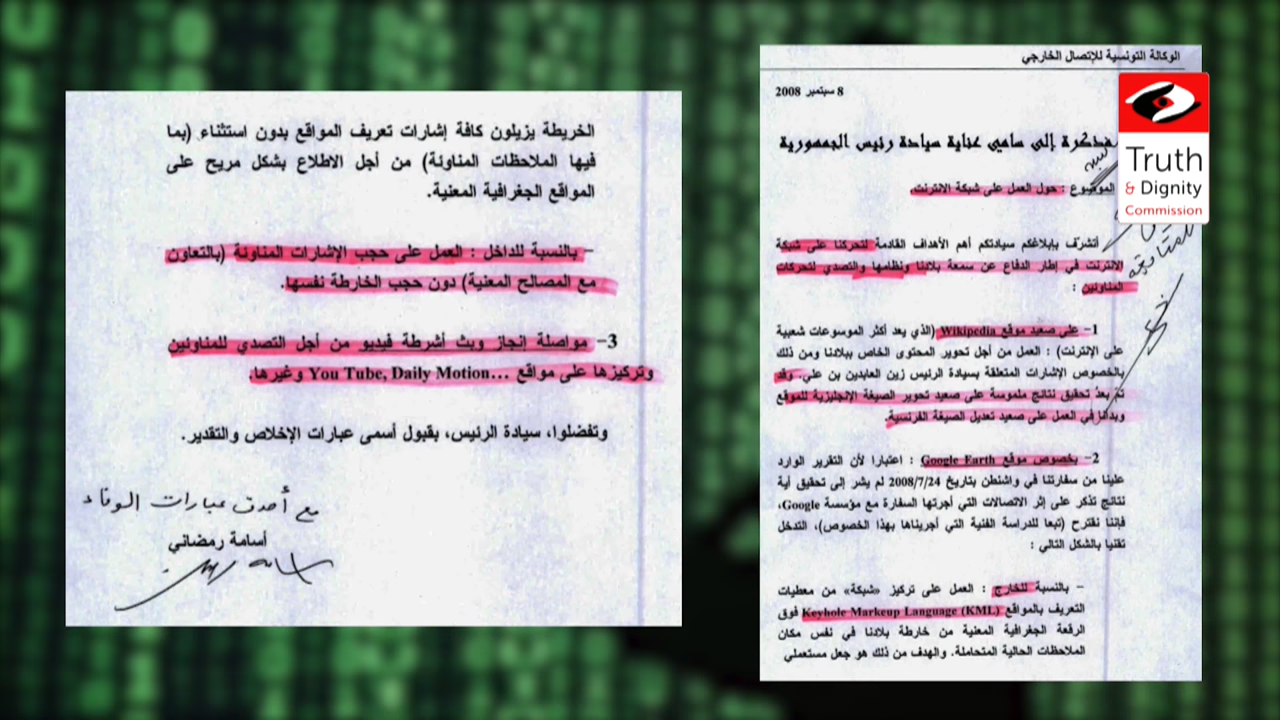 الوكالة التونسية للإتصال الخارجي
8 سبتمبر 2008
مذكرة إلى سامي عناية سيادة رئيس الجمهورية
الموضوع : حول العمل على شبكة الانترنت.
أتشرف بإبلاغكم سيادتكم أهم الأهداف القادمة لتحركنا على شبكة
الانترنت في إطار الدفاع عن سمعة بلادنا ونظامها والتصدي لتحركات
المناوئين :
1- على صعيد موقع Wikipedia (الذي يعد أكثر الموسوعات شعبية
على الإنترنت) : العمل من أجل تحوير المحتوى الخاص ببلادنا ومن ذلك
بالخصوص الإشارات المتعلقة بسيادة الرئيس زين العابدين بن علي. وقد
تم بعدُ تحقيق نتائج ملموسة على صعيد تحوير الصيغة الإنجليزية للموقع
وبدأنا في العمل على صعيد تعديل الصيغة الفرنسية.
2- بخصوص موقع Google Earth : اعتبارا لأن التقرير الوارد
علينا من سفارتنا في واشنطن بتاريخ 2008/7/24 لم يشر إلى تحقيق أية
نتائج تذكر على إثر الاتصالات التي أجرتها السفارة مع مؤسسة Google،
فإننا نقترح (تبعا للدراسة الفنية التي أجريناها بهذا الخصوص)، التدخل
تقنيا بالشكل التالي :
- بالنسبة للخارج : العمل على تركيز «شبكة» من معطيات
التعريف بالمواقع Keyhole Markup Language (KML) فوق
الرقعة الجغرافية المعنية من خارطة بلادنا في نفس مكان
الملاحظات الحالية المتحاملة. والهدف من ذلك هو جعل مستعملي
للمتابعة
Truth
& Dignity
Commission
الخريطة يزيلون كافة إشارات تعريف المواقع بدون استثناء (بما
فيها الملاحظات المناوئة) من أجل الاطلاع بشكل مريح على
المواقع الجغرافية المعنية.
- بالنسبة للداخل : العمل على حجب الإشارات المناوئة (بالتعاون
مع المصالح المعنية) دون حجب الخارطة نفسها.
3- مواصلة إنجاز وبث أشرطة فيديو من أجل التصدي للمناوئين
وتركيزها على مواقع You Tube, Daily Motion… وغيرها.
وتفضلوا، سيادة الرئيس، بقبول أسمى عبارات الإخلاص والتقدير.
مع أصدق عبارات الوفاء
أسامة رمضاني